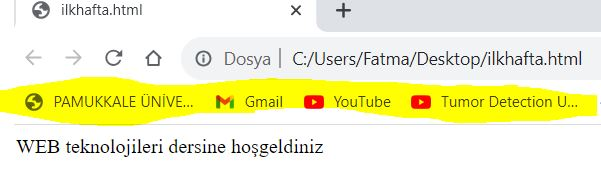 ilkhafta.html
Dosya C:/Users/Fatma/Desktop/ilkhafta.html
PAMUKKALE ÜNİVE... Gmail YouTube Tumor Detection U...
WEB teknolojileri dersine hoşgeldiniz